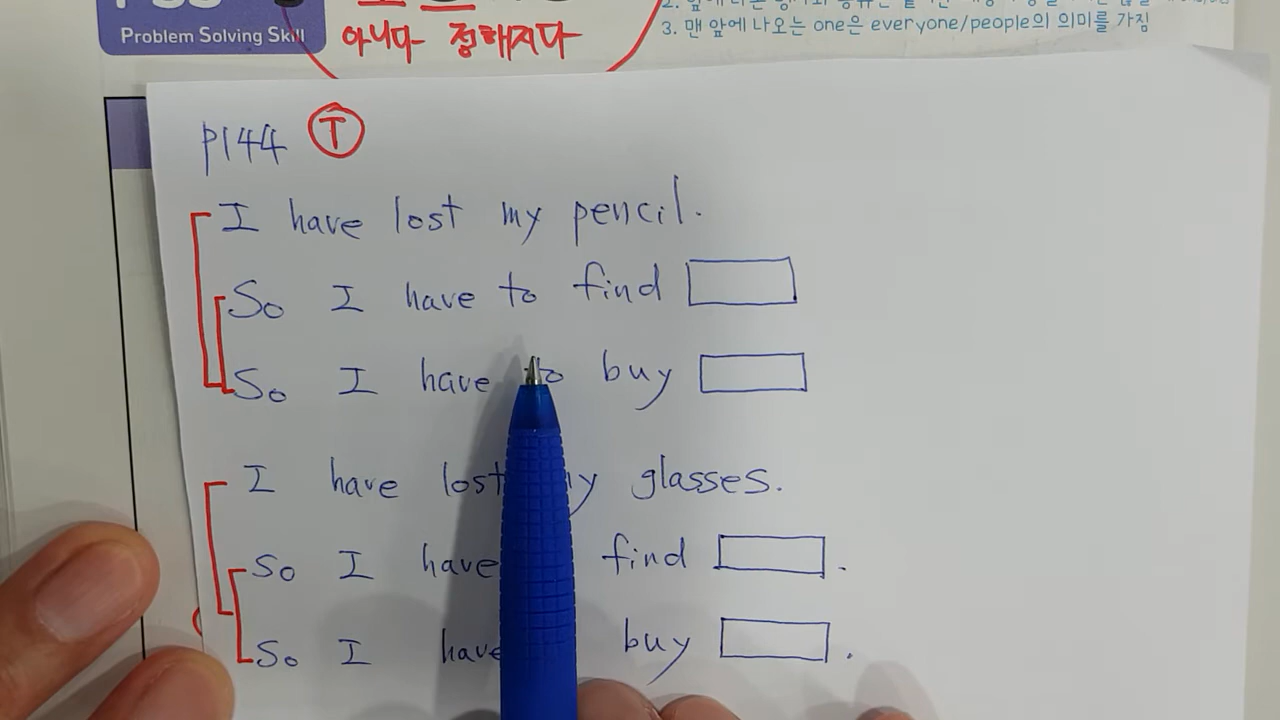 Problem Solving Skill
아니다 정해지다
3. 맨 앞에 나오는 one은 everyone/people의 의미를 가짐
P144 T
I have lost my pencil.
So I have to find
So I have to buy
I have lost my glasses.
so I have find .
So I have buy .